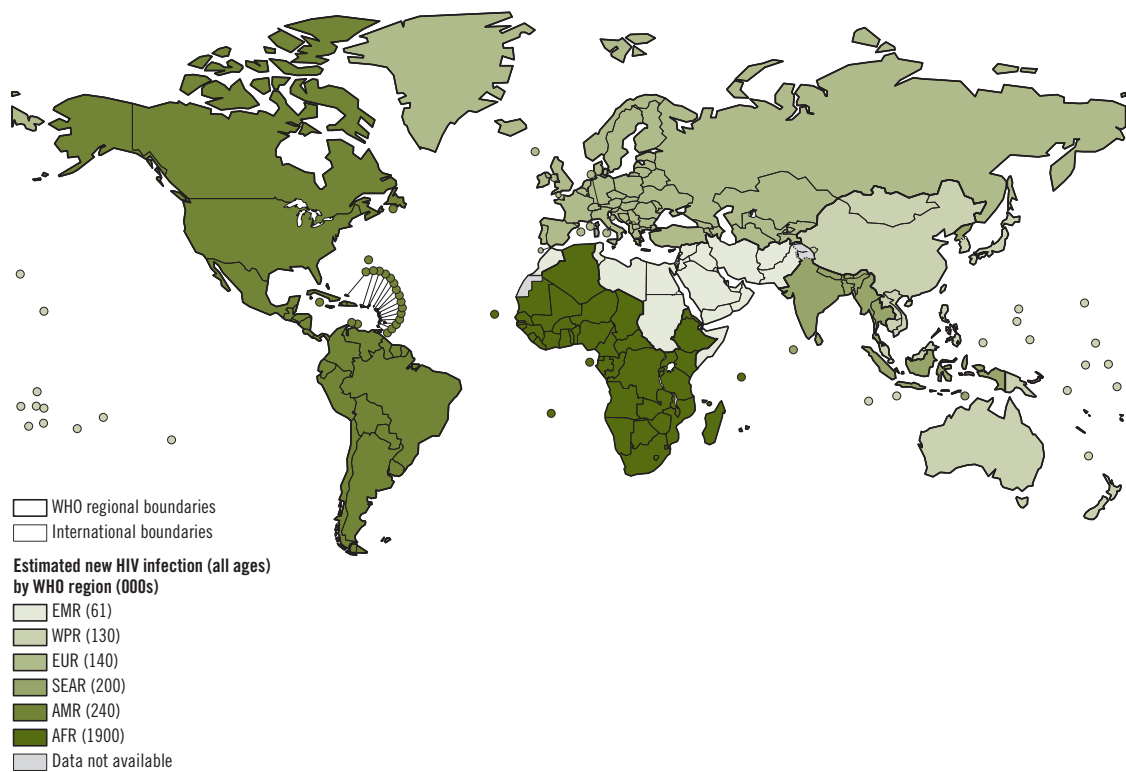 WHO regional boundaries
International boundaries
Estimated new HIV infection (all ages)
by WHO region (000s)
EMR (61)
WPR (130)
EUR (140)
SEAR (200)
AMR (240)
AFR (1900)
Data not available